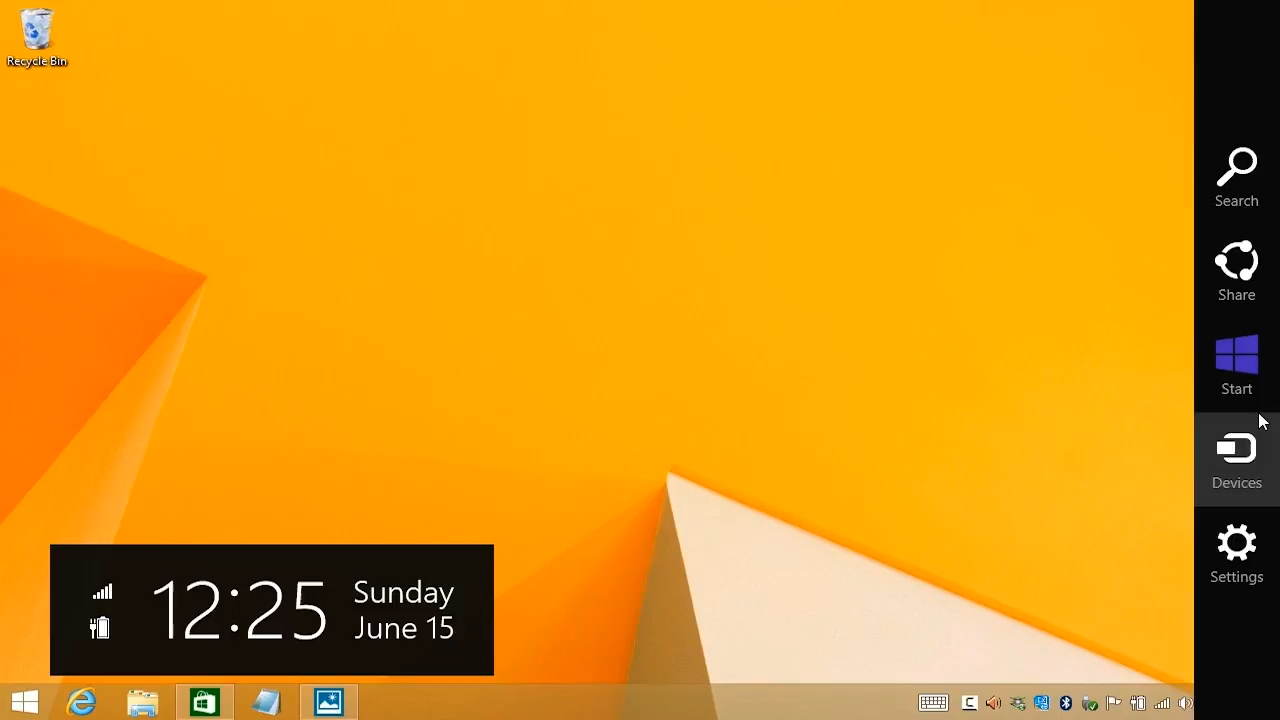 Recycle Bin
Search
Share
Start
Devices
Settings
12:25
Sunday
June 15
C